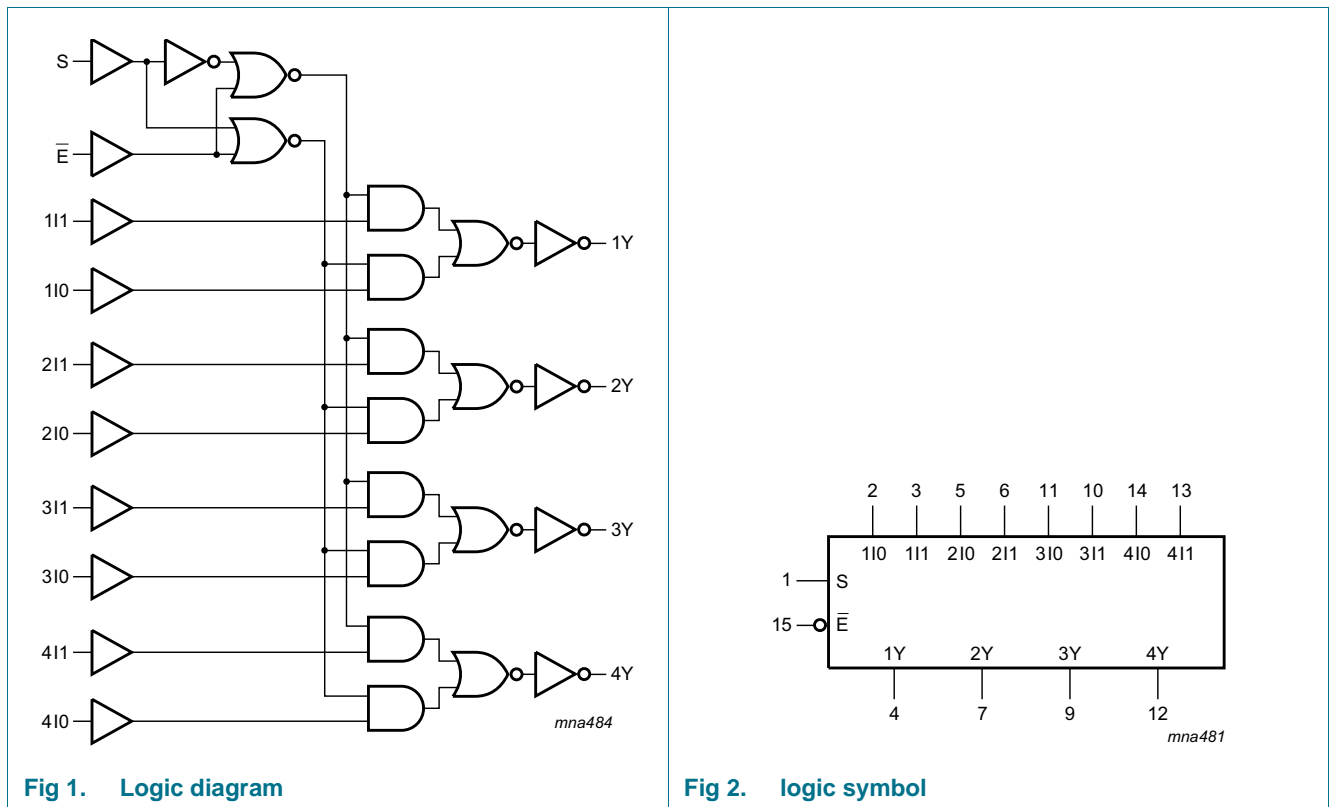 S
E̅
1I1
1I0
1Y
2I1
2I0
2Y
3I1
3I0
3Y
4I1
4I0
4Y
mna484
Fig 1. Logic diagram
2 3 5 6 11 10 14 13
1I0 1I1 2I0 2I1 3I0 3I1 4I0 4I1
1 S
15 E̅
1Y 2Y 3Y 4Y
4 7 9 12
mna481
Fig 2. logic symbol